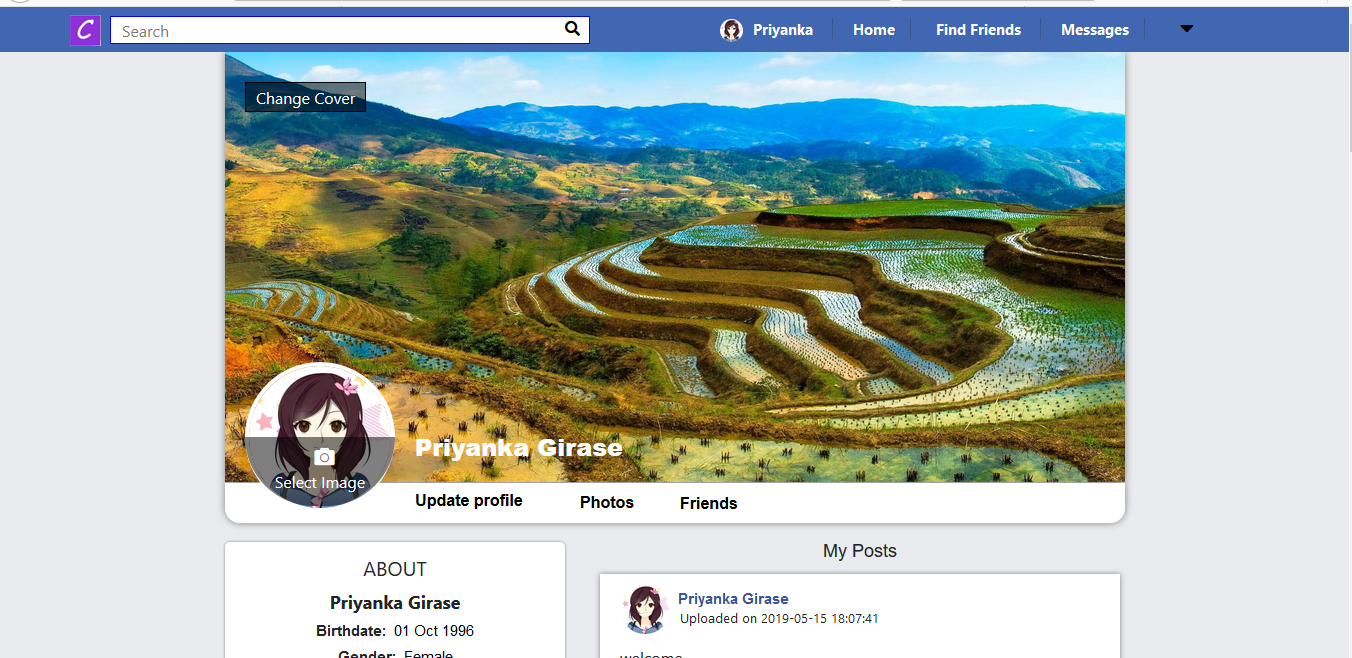 C
Search
Priyanka
Home
Find Friends
Messages
Change Cover
Select Image
Priyanka Girase
Update profile
Photos
Friends
ABOUT
Priyanka Girase
Birthdate: 01 Oct 1996
Gender: Female
My Posts
Priyanka Girase
Uploaded on 2019-05-15 18:07:41
welcome